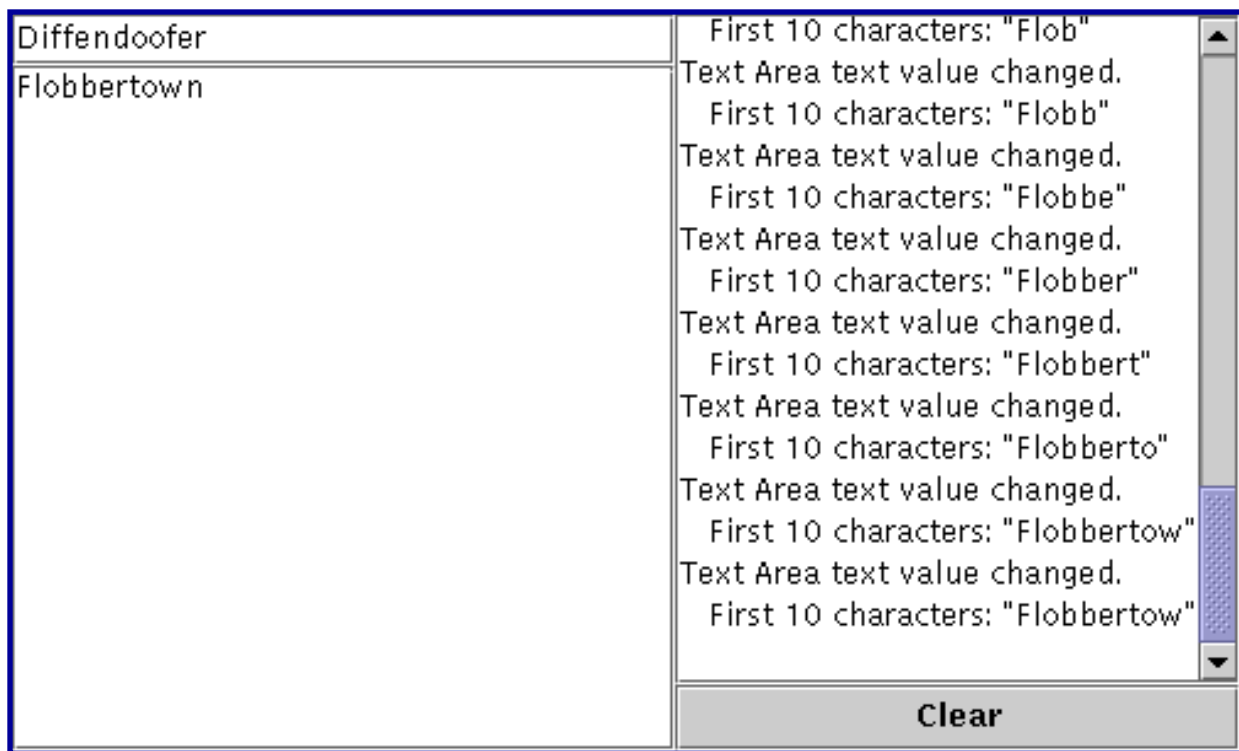 Diffendoofer
Flobbertown
First 10 characters: "Flob"
Text Area text value changed.
First 10 characters: "Flobb"
Text Area text value changed.
First 10 characters: "Flobbe"
Text Area text value changed.
First 10 characters: "Flobber"
Text Area text value changed.
First 10 characters: "Flobbert"
Text Area text value changed.
First 10 characters: "Flobberto"
Text Area text value changed.
First 10 characters: "Flobbertow"
Text Area text value changed.
First 10 characters: "Flobbertow"
Clear